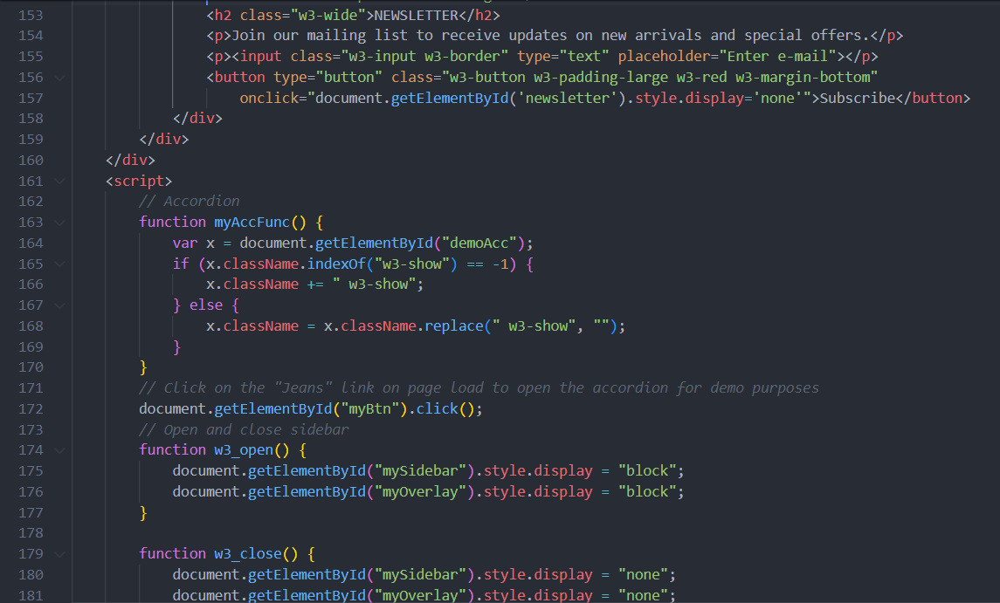 153 <h2 class="w3-wide">NEWSLETTER</h2>
154 <p>Join our mailing list to receive updates on new arrivals and special offers.</p>
155 <p><input class="w3-input w3-border" type="text" placeholder="Enter e-mail"></p>
156 <button type="button" class="w3-button w3-padding-large w3-red w3-margin-bottom"
157 onclick="document.getElementById('newsletter').style.display='none'">Subscribe</button>
158 </div>
159 </div>
160 </div>
161 <script>
162 // Accordion
163 function myAccFunc() {
164 var x = document.getElementById("demoAcc");
165 if (x.className.indexOf("w3-show") == -1) {
166 x.className += " w3-show";
167 } else {
168 x.className = x.className.replace(" w3-show", "");
169 }
170 }
171 // Click on the "Jeans" link on page load to open the accordion for demo purposes
172 document.getElementById("myBtn").click();
173 // Open and close sidebar
174 function w3_open() {
175 document.getElementById("mySidebar").style.display = "block";
176 document.getElementById("myOverlay").style.display = "block";
177 }
178
179 function w3_close() {
180 document.getElementById("mySidebar").style.display = "none";
181 document.getElementById("myOverlay").style.display = "none";